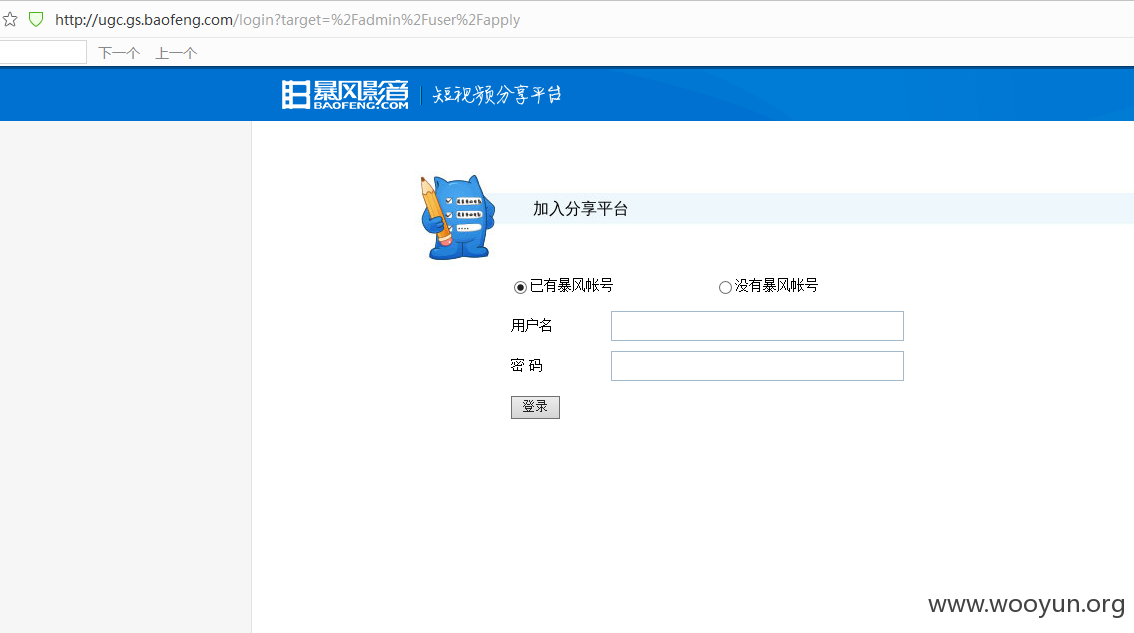 http://ugc.gs.baofeng.com/login?target=%2Fadmin%2Fuser%2Fapply
下一个 上一个
暴风影音 短视频分享平台
BAOFENG.COM
加入分享平台
已有暴风帐号 没有暴风帐号
用户名
密 码
登录
www.wooyun.org